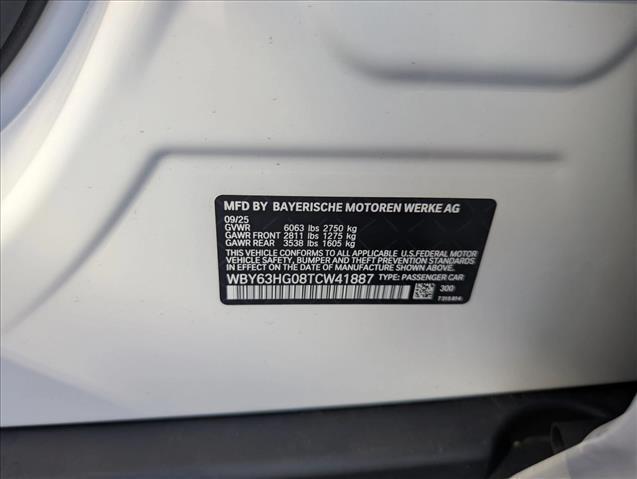 MFD BY BAYERISCHE MOTOREN WERKE AG
09/25
GVWR 6063 lbs 2750 kg
GAWR FRONT 2811 lbs 1275 kg
GAWR REAR 3538 lbs 1605 kg
THIS VEHICLE CONFORMS TO ALL APPLICABLE U.S.FEDERAL MOTOR
VEHICLE SAFETY, BUMPER, AND THEFT PREVENTION STANDARDS
IN EFFECT ON THE DATE OF MANUFACTURE SHOWN ABOVE.
WBY63HG08TCW41887 TYPE: PASSENGER CAR
300